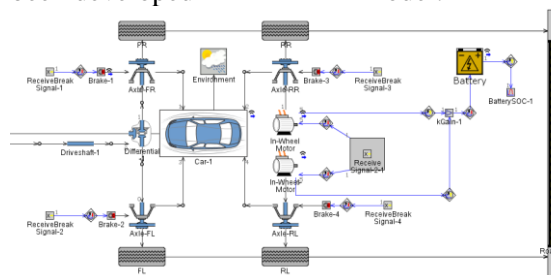 FR
RR
ReceiveBreak
Signal-1
Brake-1
Axle-FR
Environment
Axle-RR
Brake-3
ReceiveBreak
Signal-3
Battery
BatterySOC-1
Driveshaft-1
Differential
Car-1
In-Wheel
Motor
Receive
Signal-2-1
kGain-1
In-Wheel
Motor
ReceiveBreak
Signal-2
Brake-2
Axle-FL
Axle-RL
Brake-4
ReceiveBreak
Signal-4
FL
RL